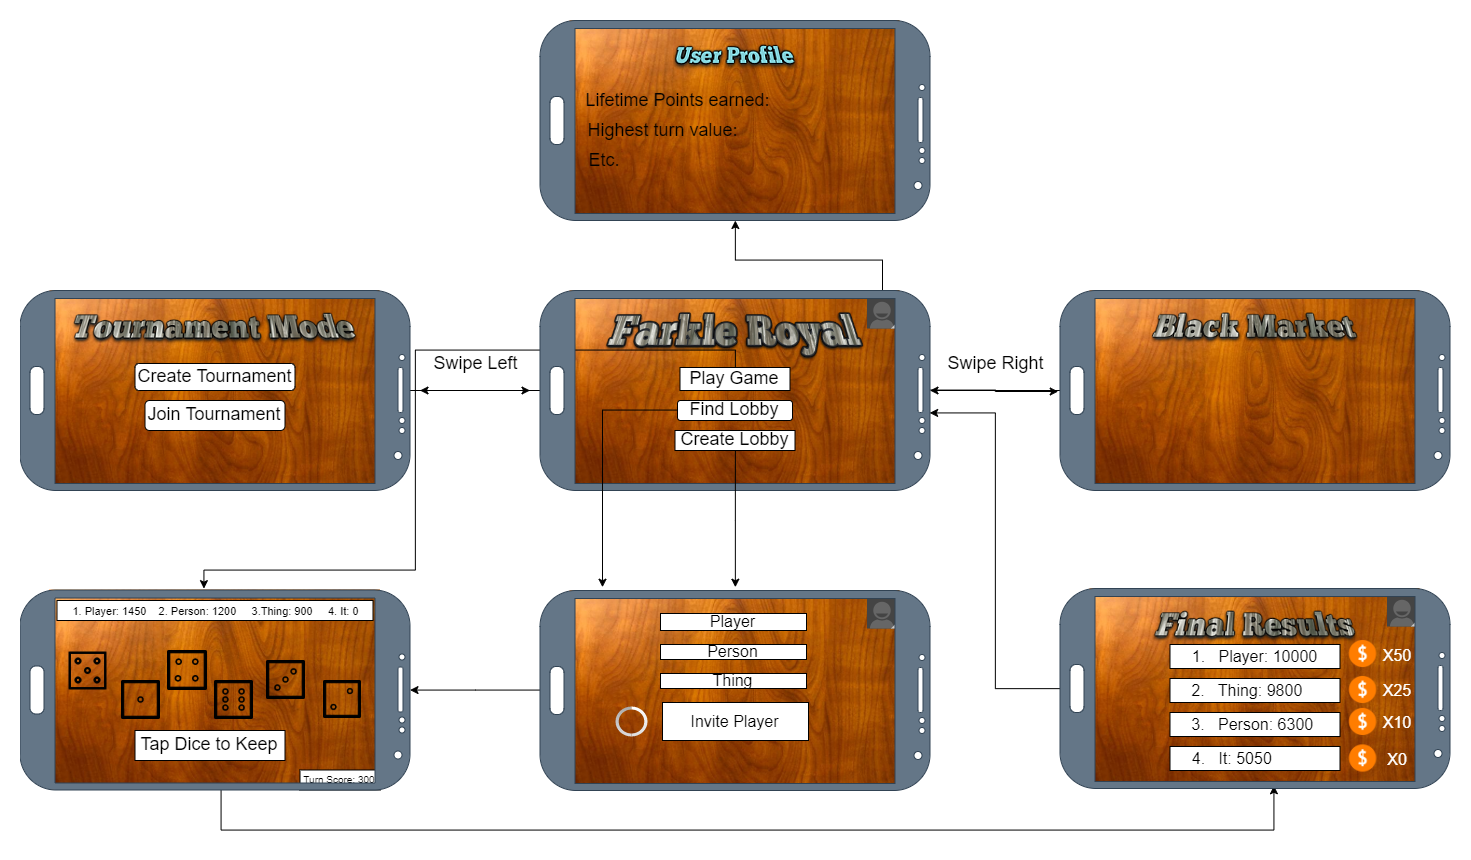 User Profile
Lifetime Points earned:
Highest turn value:
Etc.
Tournament Mode
Create Tournament
Join Tournament
Swipe Left
Farkle Royal
Play Game
Find Lobby
Create Lobby
Swipe Right
Black Market
1. Player: 1450 2. Person: 1200 3.Thing: 900 4. It: 0
Tap Dice to Keep
Turn Score: 300
Player
Person
Thing
Invite Player
Final Results
1. Player: 10000 $ X50
2. Thing: 9800 $ X25
3. Person: 6300 $ X10
4. It: 5050 $ X0